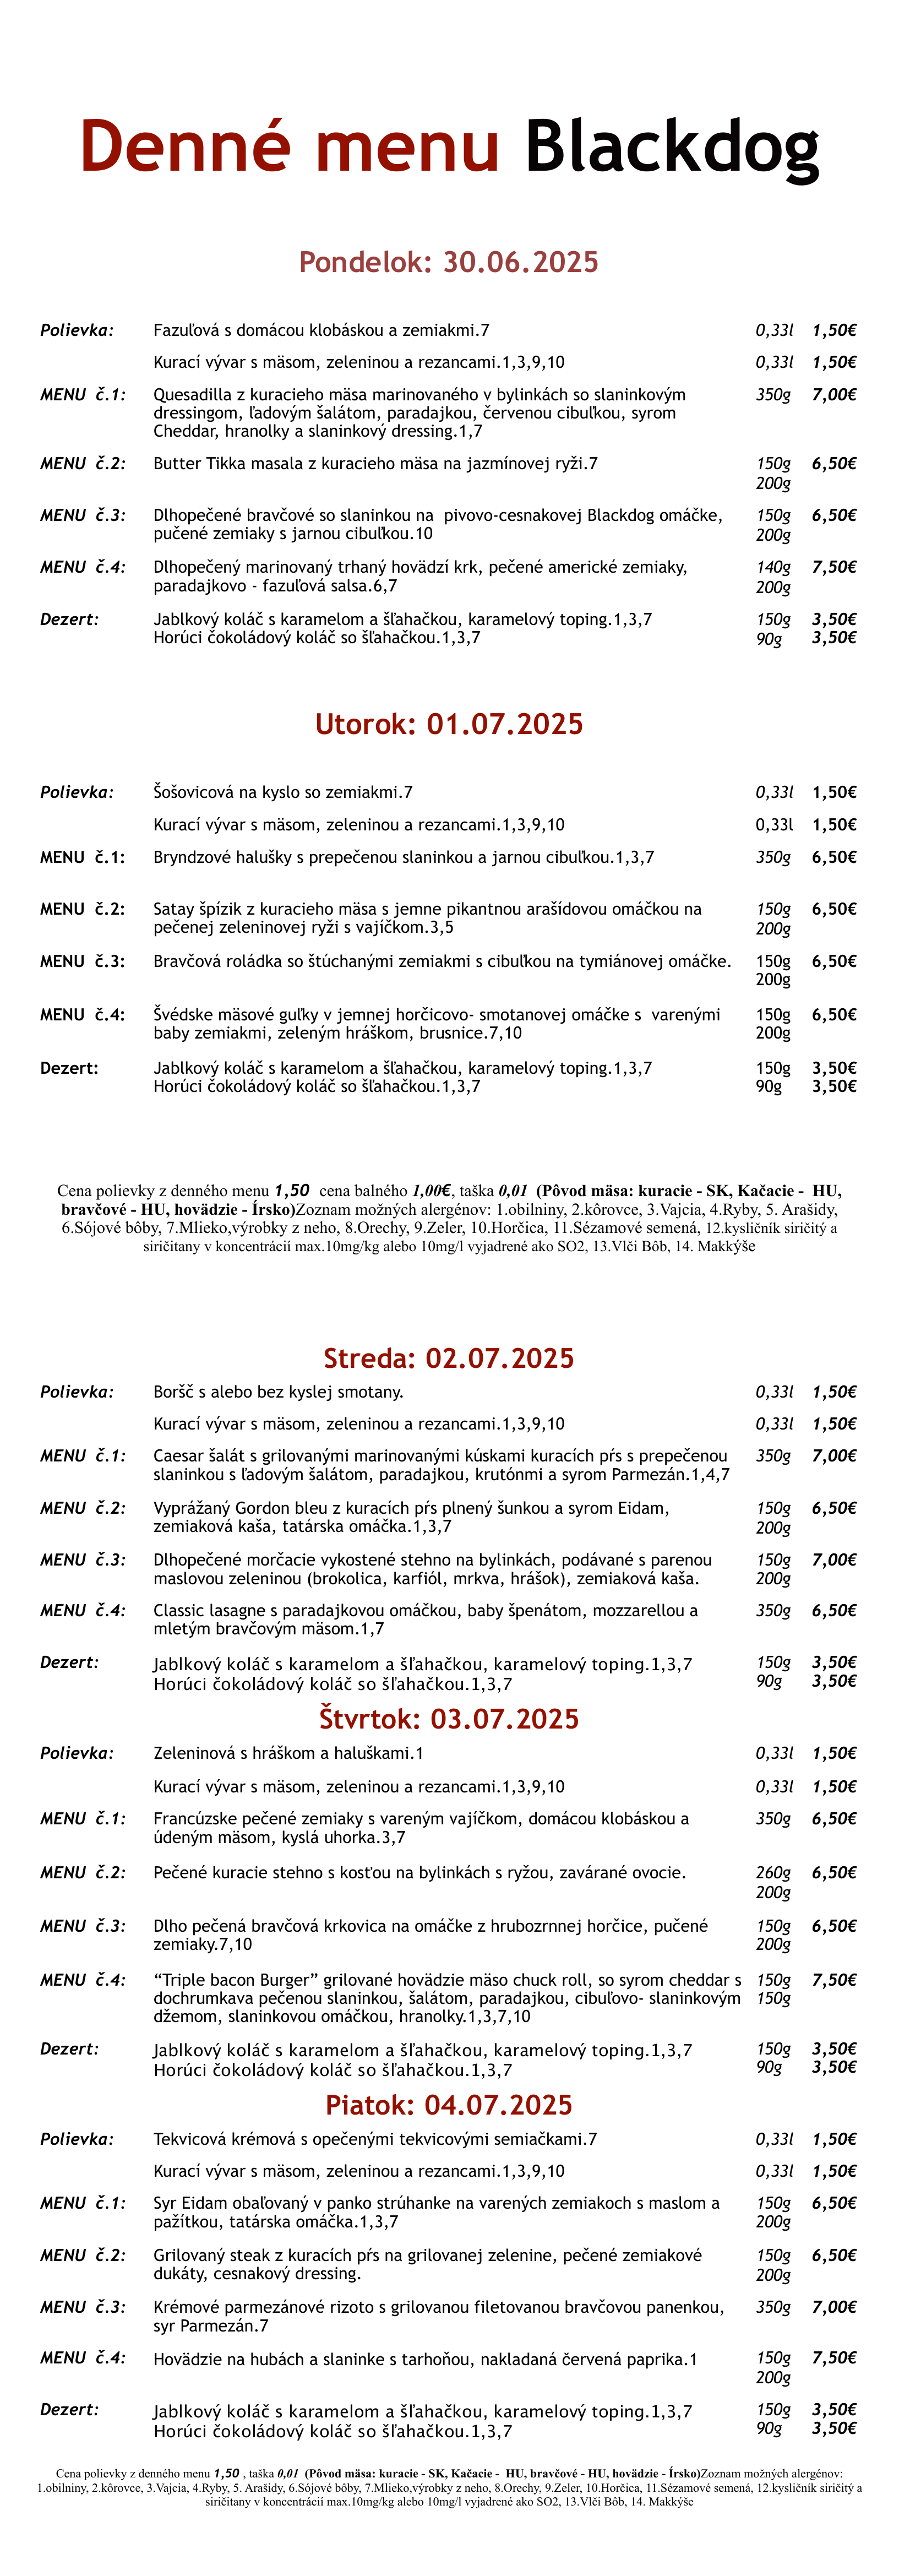 Denné menu Blackdog
Pondelok: 30.06.2025
Polievka: Fazuľová s domácou klobáskou a zemiakmi.7 0,33l 1,50€
Kurací vývar s mäsom, zeleninou a rezancami.1,3,9,10 0,33l 1,50€
MENU č.1: Quesadilla z kuracieho mäsa marinovaného v bylinkách so slaninkovým 350g 7,00€
dressingom, ľadovým šalátom, paradajkou, červenou cibuľkou, syrom
Cheddar, hranolky a slaninkový dressing.1,7
MENU č.2: Butter Tikka masala z kuracieho mäsa na jazmínovej ryži.7 150g 6,50€
200g
MENU č.3: Dlhopečené bravčové so slaninkou na pivovo-cesnakovej Blackdog omáčke, 150g 6,50€
pučené zemiaky s jarnou cibuľkou.10 200g
MENU č.4: Dlhopečený marinovaný trhaný hovädzí krk, pečené americké zemiaky, 140g 7,50€
paradajkovo - fazuľová salsa.6,7 200g
Dezert: Jablkový koláč s karamelom a šľahačkou, karamelový toping.1,3,7 150g 3,50€
Horúci čokoládový koláč so šľahačkou.1,3,7 90g 3,50€
Utorok: 01.07.2025
Polievka: Šošovicová na kyslo so zemiakmi.7 0,33l 1,50€
Kurací vývar s mäsom, zeleninou a rezancami.1,3,9,10 0,33l 1,50€
MENU č.1: Bryndzové halušky s prepečenou slaninkou a jarnou cibuľkou.1,3,7 350g 6,50€
MENU č.2: Satay špízik z kuracieho mäsa s jemne pikantnou arašídovou omáčkou na 150g 6,50€
pečenej zeleninovej ryži s vajíčkom.3,5 200g
MENU č.3: Bravčová roládka so štúchanými zemiakmi s cibuľkou na tymiánovej omáčke. 150g 6,50€
200g
MENU č.4: Švédske mäsové guľky v jemnej horčicovo- smotanovej omáčke s varenými 150g 6,50€
baby zemiakmi, zeleným hráškom, brusnice.7,10 200g
Dezert: Jablkový koláč s karamelom a šľahačkou, karamelový toping.1,3,7 150g 3,50€
Horúci čokoládový koláč so šľahačkou.1,3,7 90g 3,50€
Cena polievky z denného menu 1,50 cena balného 1,00€, taška 0,01 (Pôvod mäsa: kuracie - SK, Kačacie - HU,
bravčové - HU, hovädzie - Írsko)Zoznam možných alergénov: 1.obilniny, 2.kôrovce, 3.Vajcia, 4.Ryby, 5. Arašidy,
6.Sójové bôby, 7.Mlieko,výrobky z neho, 8.Orechy, 9.Zeler, 10.Horčica, 11.Sézamové semená, 12.kysličník siričitý a
siričitany v koncentrácií max.10mg/kg alebo 10mg/l vyjadrené ako SO2, 13.Vlči Bôb, 14. Makkýše
Streda: 02.07.2025
Polievka: Boršč s alebo bez kyslej smotany. 0,33l 1,50€
Kurací vývar s mäsom, zeleninou a rezancami.1,3,9,10 0,33l 1,50€
MENU č.1: Caesar šalát s grilovanými marinovanými kúskami kuracích pŕs s prepečenou 350g 7,00€
slaninkou s ľadovým šalátom, paradajkou, krutónmi a syrom Parmezán.1,4,7
MENU č.2: Vyprážaný Gordon bleu z kuracích pŕs plnený šunkou a syrom Eidam, 150g 6,50€
zemiaková kaša, tatárska omáčka.1,3,7 200g
MENU č.3: Dlhopečené morčacie vykostené stehno na bylinkách, podávané s parenou 150g 7,00€
maslovou zeleninou (brokolica, karfiól, mrkva, hrášok), zemiaková kaša. 200g
MENU č.4: Classic lasagne s paradajkovou omáčkou, baby špenátom, mozzarellou a 350g 6,50€
mletým bravčovým mäsom.1,7
Dezert: Jablkový koláč s karamelom a šľahačkou, karamelový toping.1,3,7 150g 3,50€
Horúci čokoládový koláč so šľahačkou.1,3,7 90g 3,50€
Štvrtok: 03.07.2025
Polievka: Zeleninová s hráškom a haluškami.1 0,33l 1,50€
Kurací vývar s mäsom, zeleninou a rezancami.1,3,9,10 0,33l 1,50€
MENU č.1: Francúzske pečené zemiaky s vareným vajíčkom, domácou klobáskou a 350g 6,50€
údeným mäsom, kyslá uhorka.3,7
MENU č.2: Pečené kuracie stehno s kosťou na bylinkách s ryžou, zavárané ovocie. 260g 6,50€
200g
MENU č.3: Dlho pečená bravčová krkovica na omáčke z hrubozrnnej horčice, pučené 150g 6,50€
zemiaky.7,10 200g
MENU č.4: “Triple bacon Burger” grilované hovädzie mäso chuck roll, so syrom cheddar s 150g 7,50€
dochrumkava pečenou slaninkou, šalátom, paradajkou, cibuľovo- slaninkovým 150g
džemom, slaninkovou omáčkou, hranolky.1,3,7,10
Dezert: Jablkový koláč s karamelom a šľahačkou, karamelový toping.1,3,7 150g 3,50€
Horúci čokoládový koláč so šľahačkou.1,3,7 90g 3,50€
Piatok: 04.07.2025
Polievka: Tekvicová krémová s opečenými tekvicovými semiačkami.7 0,33l 1,50€
Kurací vývar s mäsom, zeleninou a rezancami.1,3,9,10 0,33l 1,50€
MENU č.1: Syr Eidam obaľovaný v panko strúhanke na varených zemiakoch s maslom a 150g 6,50€
pažítkou, tatárska omáčka.1,3,7 200g
MENU č.2: Grilovaný steak z kuracích pŕs na grilovanej zelenine, pečené zemiakové 150g 6,50€
dukáty, cesnakový dressing. 200g
MENU č.3: Krémové parmezánové rizoto s grilovanou filetovanou bravčovou panenkou, 350g 7,00€
syr Parmezán.7
MENU č.4: Hovädzie na hubách a slaninke s tarhoňou, nakladaná červená paprika.1 150g 7,50€
200g
Dezert: Jablkový koláč s karamelom a šľahačkou, karamelový toping.1,3,7 150g 3,50€
Horúci čokoládový koláč so šľahačkou.1,3,7 90g 3,50€
Cena polievky z denného menu 1,50 , taška 0,01 (Pôvod mäsa: kuracie - SK, Kačacie - HU, bravčové - HU, hovädzie - Írsko)Zoznam možných alergénov:
1.obilniny, 2.kôrovce, 3.Vajcia, 4.Ryby, 5. Arašidy, 6.Sójové bôby, 7.Mlieko,výrobky z neho, 8.Orechy, 9.Zeler, 10.Horčica, 11.Sézamové semená, 12.kysličník siričitý a
siričitany v koncentrácií max.10mg/kg alebo 10mg/l vyjadrené ako SO2, 13.Vlči Bôb, 14. Makkýše